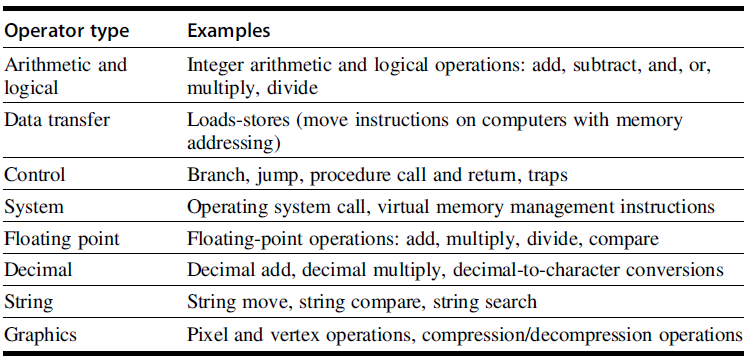 Operator type Examples
Arithmetic and Integer arithmetic and logical operations: add, subtract, and, or,
logical multiply, divide
Data transfer Loads-stores (move instructions on computers with memory
addressing)
Control Branch, jump, procedure call and return, traps
System Operating system call, virtual memory management instructions
Floating point Floating-point operations: add, multiply, divide, compare
Decimal Decimal add, decimal multiply, decimal-to-character conversions
String String move, string compare, string search
Graphics Pixel and vertex operations, compression/decompression operations